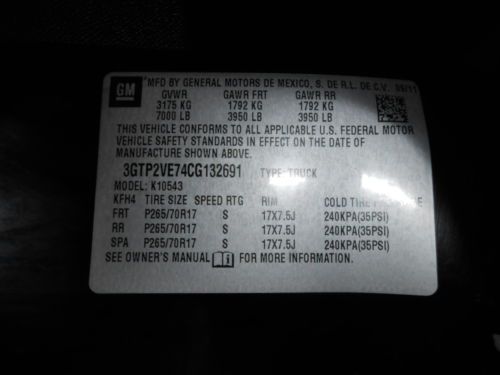 GM
MFD BY GENERAL MOTORS DE MEXICO, S. DE R.L. DE C.V.
GVWR GAWR FRT GAWR RR
3175 KG 1792 KG 1792 KG
7000 LB 3950 LB 3950 LB
THIS VEHICLE CONFORMS TO ALL APPLICABLE U.S. FEDERAL MOTOR
VEHICLE SAFETY STANDARDS IN EFFECT ON THE DATE OF
MANUFACTURE SHOWN ABOVE.
3GTP2VE74CG132691 TYPE: TRUCK
MODEL: K10543
KFH4 TIRE SIZE SPEED RTG RIM COLD TIRE
FRT P265/70R17 S 17X7.5J 240KPA(35PSI)
RR P265/70R17 S 17X7.5J 240KPA(35PSI)
SPA P265/70R17 S 17X7.5J 240KPA(35PSI)
SEE OWNER'S MANUAL FOR MORE INFORMATION.